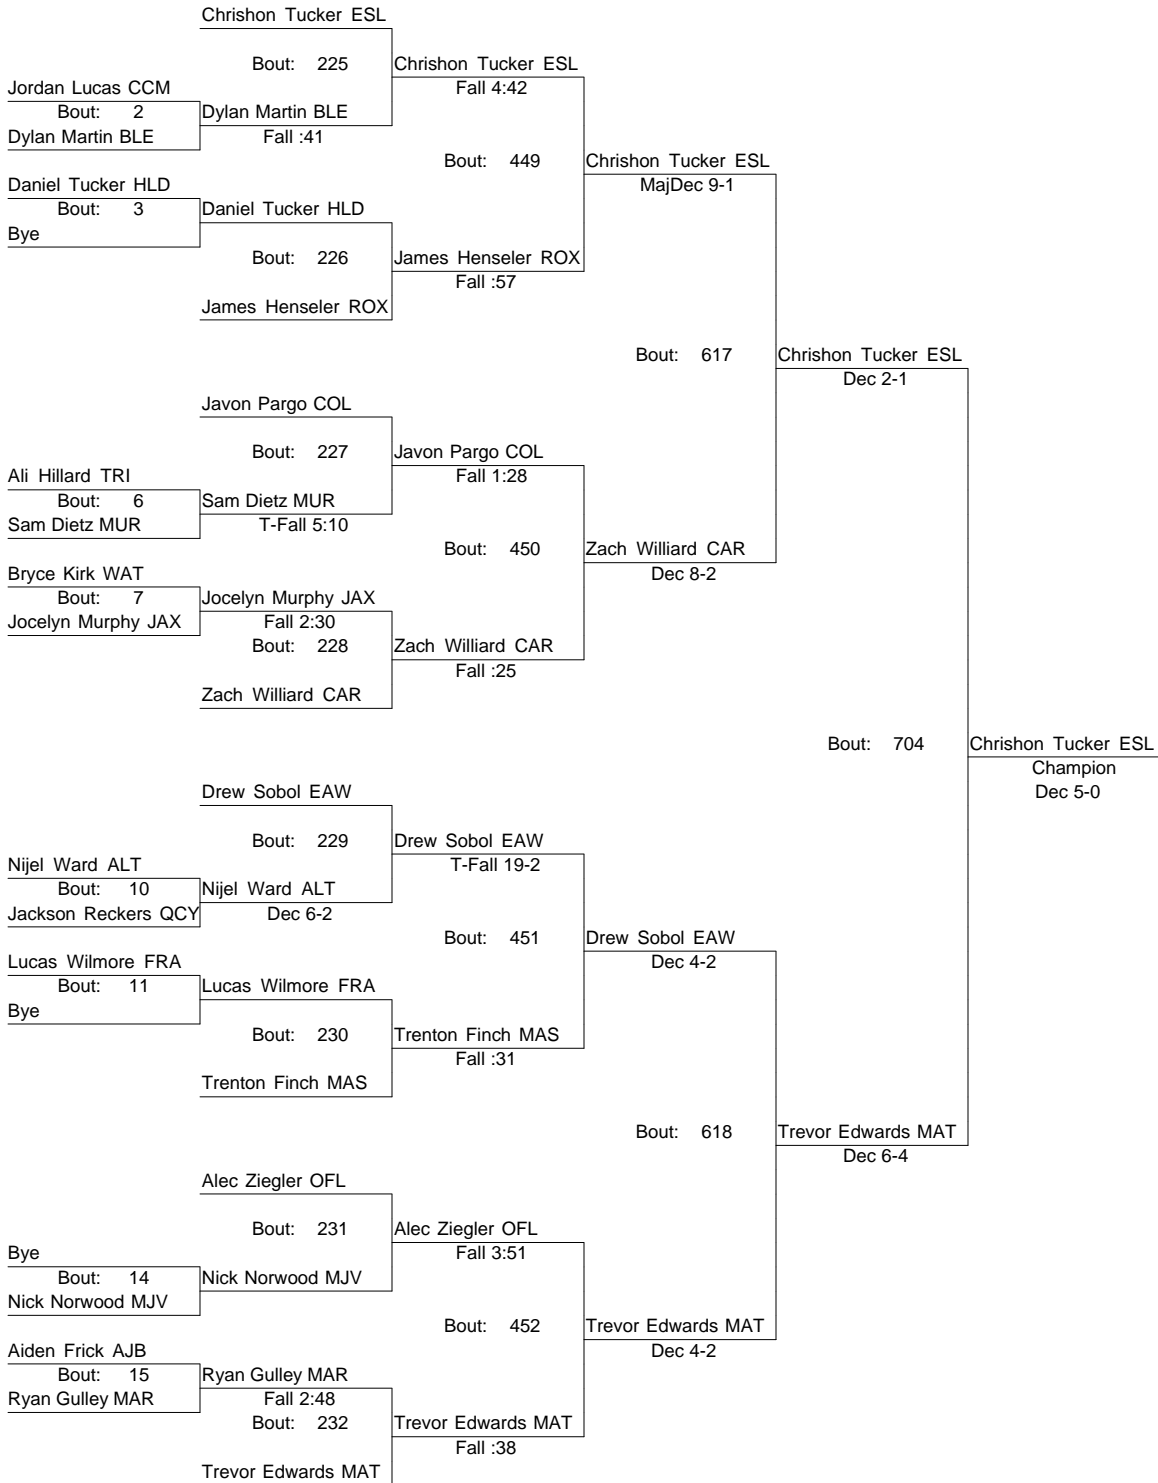 Chrishon Tucker ESL
Bout: 225 Chrishon Tucker ESL
Jordan Lucas CCM Fall 4:42
Bout: 2 Dylan Martin BLE
Dylan Martin BLE Fall :41
Bout: 449 Chrishon Tucker ESL
Daniel Tucker HLD MajDec 9-1
Bout: 3 Daniel Tucker HLD
Bye
Bout: 226 James Henseler ROX
Fall :57
James Henseler ROX
Bout: 617 Chrishon Tucker ESL
Dec 2-1
Javon Pargo COL
Bout: 227 Javon Pargo COL
Ali Hillard TRI Fall 1:28
Bout: 6 Sam Dietz MUR
Sam Dietz MUR T-Fall 5:10
Bout: 450 Zach Williard CAR
Bryce Kirk WAT Dec 8-2
Bout: 7 Jocelyn Murphy JAX
Jocelyn Murphy JAX Fall 2:30
Bout: 228 Zach Williard CAR
Fall :25
Zach Williard CAR
Bout: 704 Chrishon Tucker ESL
Champion
Drew Sobol EAW Dec 5-0
Bout: 229 Drew Sobol EAW
Nijel Ward ALT T-Fall 19-2
Bout: 10 Nijel Ward ALT
Jackson Reckers QCY Dec 6-2
Bout: 451 Drew Sobol EAW
Lucas Wilmore FRA Dec 4-2
Bout: 11 Lucas Wilmore FRA
Bye
Bout: 230 Trenton Finch MAS
Fall :31
Trenton Finch MAS
Bout: 618 Trevor Edwards MAT
Dec 6-4
Alec Ziegler OFL
Bout: 231 Alec Ziegler OFL
Bye Fall 3:51
Bout: 14 Nick Norwood MJV
Nick Norwood MJV
Bout: 452 Trevor Edwards MAT
Aiden Frick AJB Dec 4-2
Bout: 15 Ryan Gulley MAR
Ryan Gulley MAR Fall 2:48
Bout: 232 Trevor Edwards MAT
Fall :38
Trevor Edwards MAT